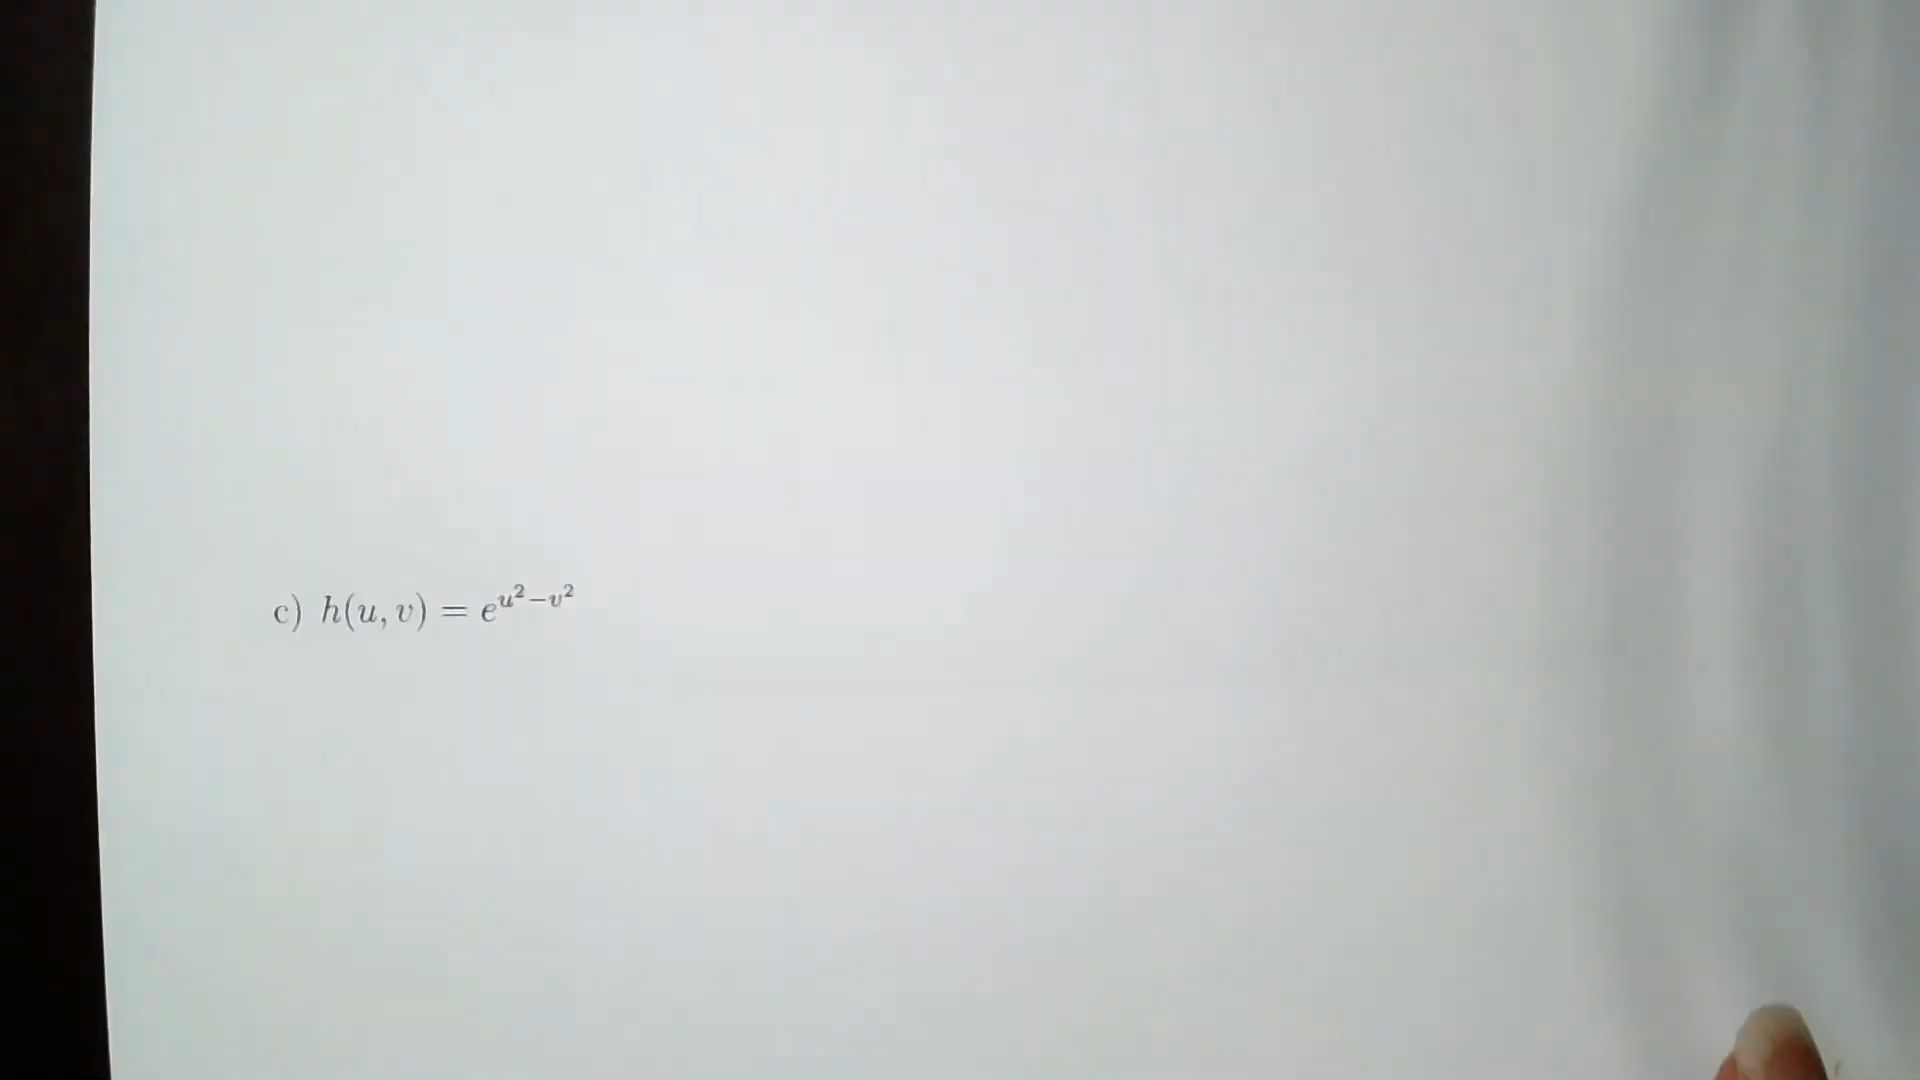 c) h(u, v) = e^{u^2-v^2}